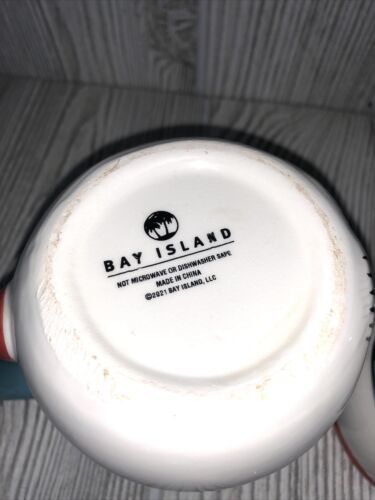 BAY ISLAND
NOT MICROWAVE OR DISHWASHER SAFE
MADE IN CHINA
©2021 BAY ISLAND, LLC